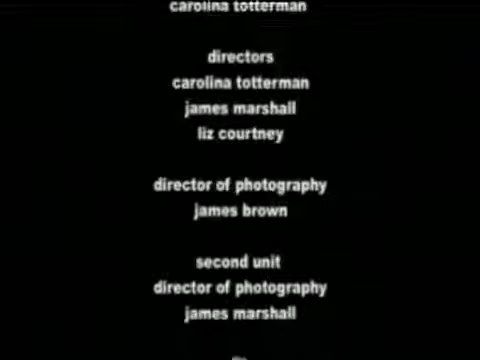 carolina totterman
directors
carolina totterman
james marshall
liz courtney
director of photography
james brown
second unit
director of photography
james marshall